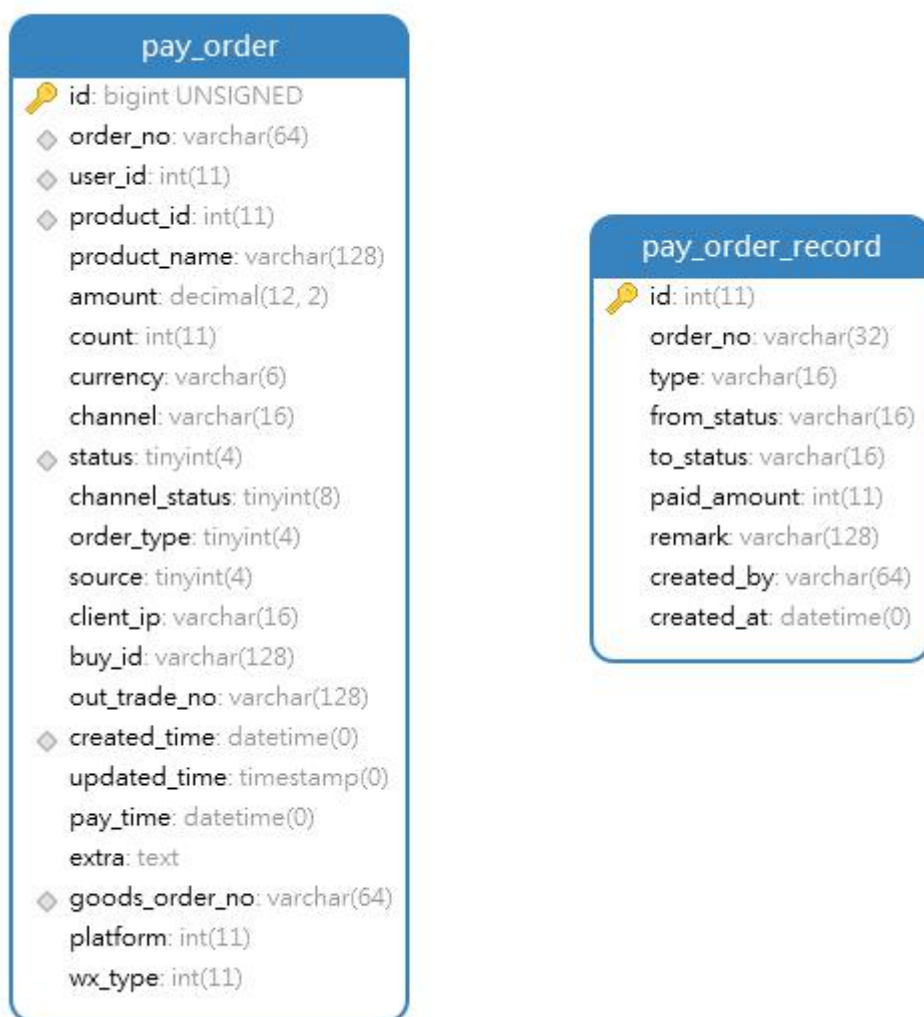 pay_order
id: bigint UNSIGNED
order_no: varchar(64)
user_id: int(11)
product_id: int(11)
product_name: varchar(128)
amount: decimal(12, 2)
count: int(11)
currency: varchar(6)
channel: varchar(16)
status: tinyint(4)
channel_status: tinyint(8)
order_type: tinyint(4)
source: tinyint(4)
client_ip: varchar(16)
buy_id: varchar(128)
out_trade_no: varchar(128)
created_time: datetime(0)
updated_time: timestamp(0)
pay_time: datetime(0)
extra: text
goods_order_no: varchar(64)
platform: int(11)
wx_type: int(11)
pay_order_record
id: int(11)
order_no: varchar(32)
type: varchar(16)
from_status: varchar(16)
to_status: varchar(16)
paid_amount: int(11)
remark: varchar(128)
created_by: varchar(64)
created_at: datetime(0)